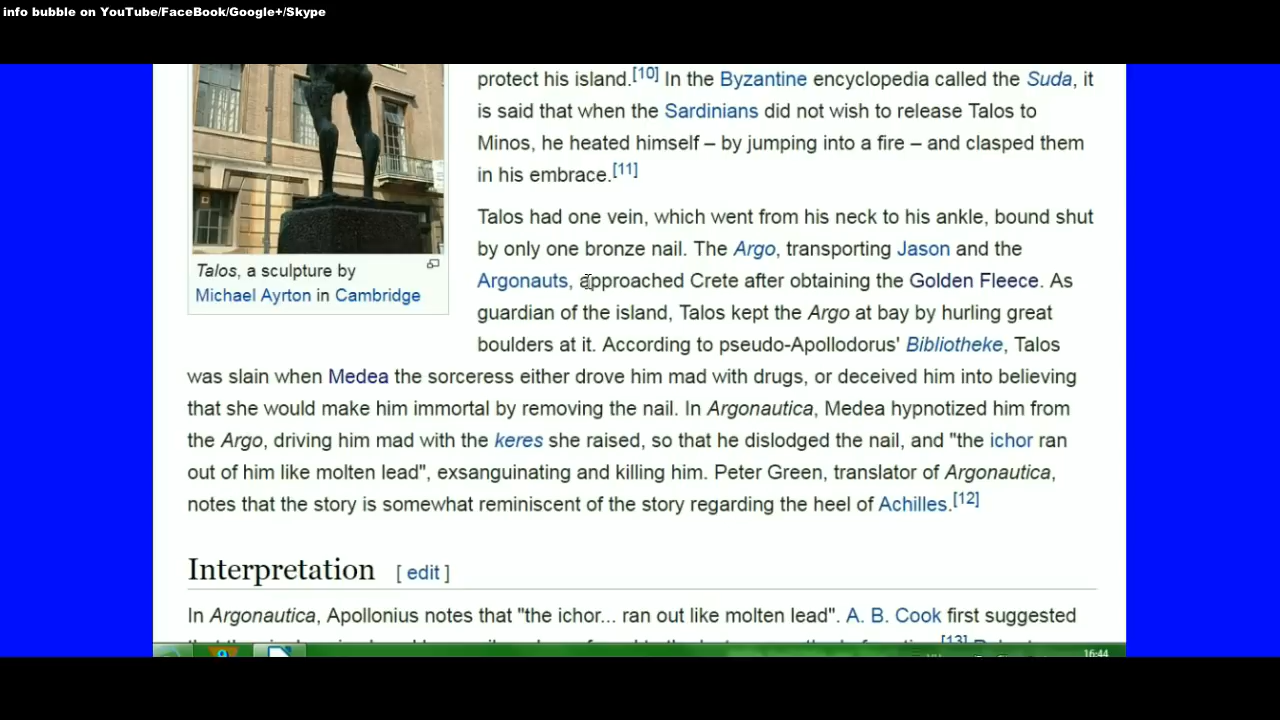 info bubble on YouTube/FaceBook/Google+/Skype
protect his island.[10] In the Byzantine encyclopedia called the Suda, it
is said that when the Sardinians did not wish to release Talos to
Minos, he heated himself – by jumping into a fire – and clasped them
in his embrace.[11]
Talos had one vein, which went from his neck to his ankle, bound shut
by only one bronze nail. The Argo, transporting Jason and the
Argonauts, approached Crete after obtaining the Golden Fleece. As
guardian of the island, Talos kept the Argo at bay by hurling great
boulders at it. According to pseudo-Apollodorus' Bibliotheke, Talos
was slain when Medea the sorceress either drove him mad with drugs, or deceived him into believing
that she would make him immortal by removing the nail. In Argonautica, Medea hypnotized him from
the Argo, driving him mad with the keres she raised, so that he dislodged the nail, and "the ichor ran
out of him like molten lead", exsanguinating and killing him. Peter Green, translator of Argonautica,
notes that the story is somewhat reminiscent of the story regarding the heel of Achilles.[12]
Talos, a sculpture by
Michael Ayrton in Cambridge
Interpretation [ edit ]
In Argonautica, Apollonius notes that "the ichor... ran out like molten lead". A. B. Cook first suggested
[13]
16:44